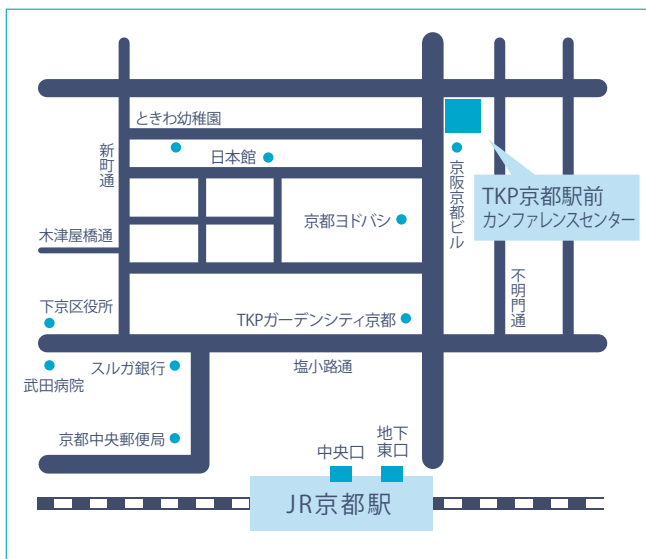 ときわ幼稚園
新町通
日本館
京阪京都ビル
TKP京都駅前
カンファレンスセンター
木津屋橋通
京都ヨドバシ
不明門通
下京区役所
TKPガーデンシティ京都
武田病院
スルガ銀行
塩小路通
京都中央郵便局
中央口
地下
東口
JR京都駅